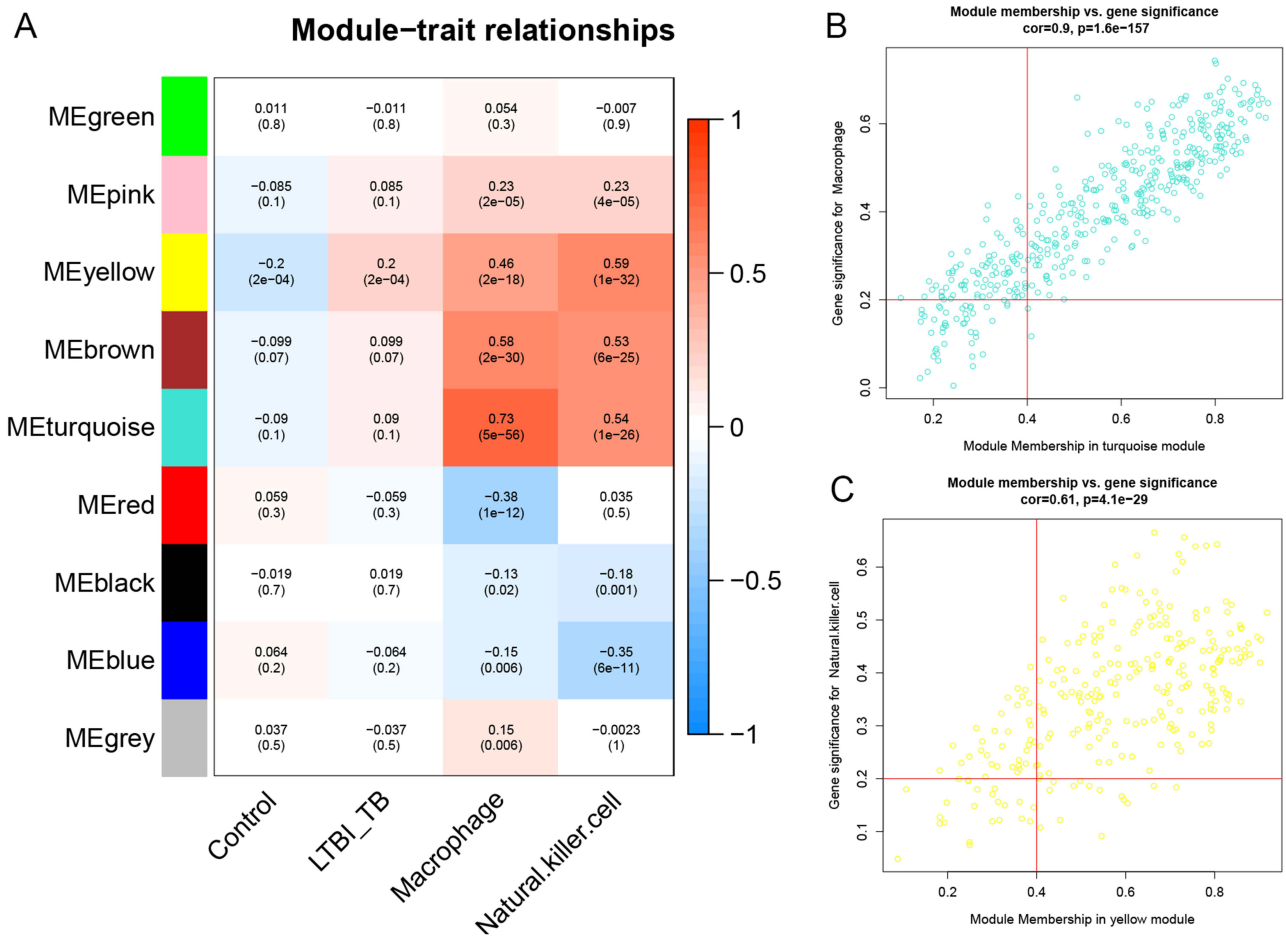 A
Module−trait relationships
MEgreen
0.011 −0.011 0.054 −0.007
(0.8) (0.8) (0.3) (0.9)
MEpink
−0.085 0.085 0.23 0.23
(0.1) (0.1) (2e−05) (4e−05)
MEyellow
−0.2 0.2 0.46 0.59
(2e−04) (2e−04) (2e−18) (1e−32)
MEbrown
−0.099 0.099 0.58 0.53
(0.07) (0.07) (2e−30) (6e−25)
MEturquoise
−0.09 0.09 0.73 0.54
(0.1) (0.1) (5e−56) (1e−26)
MEred
0.059 −0.059 −0.38 0.035
(0.3) (0.3) (1e−12) (0.5)
MEblack
−0.019 0.019 −0.13 −0.18
(0.7) (0.7) (0.02) (0.001)
MEblue
0.064 −0.064 −0.15 −0.35
(0.2) (0.2) (0.006) (6e−11)
MEgrey
0.037 −0.037 0.15 −0.0023
(0.5) (0.5) (0.006) (1)
Control
LTBI_TB
Macrophage
Natural.killer.cell
1
0.5
0
−0.5
−1
B
Module membership vs. gene significance
cor=0.9, p=1.6e−157
Gene significance for Macrophage
0.6
0.4
0.2
0.0
0.2 0.4 0.6 0.8
Module Membership in turquoise module
C
Module membership vs. gene significance
cor=0.61, p=4.1e−29
Gene significance for Natural.killer.cell
0.6
0.5
0.4
0.3
0.2
0.1
0.2 0.4 0.6 0.8
Module Membership in yellow module